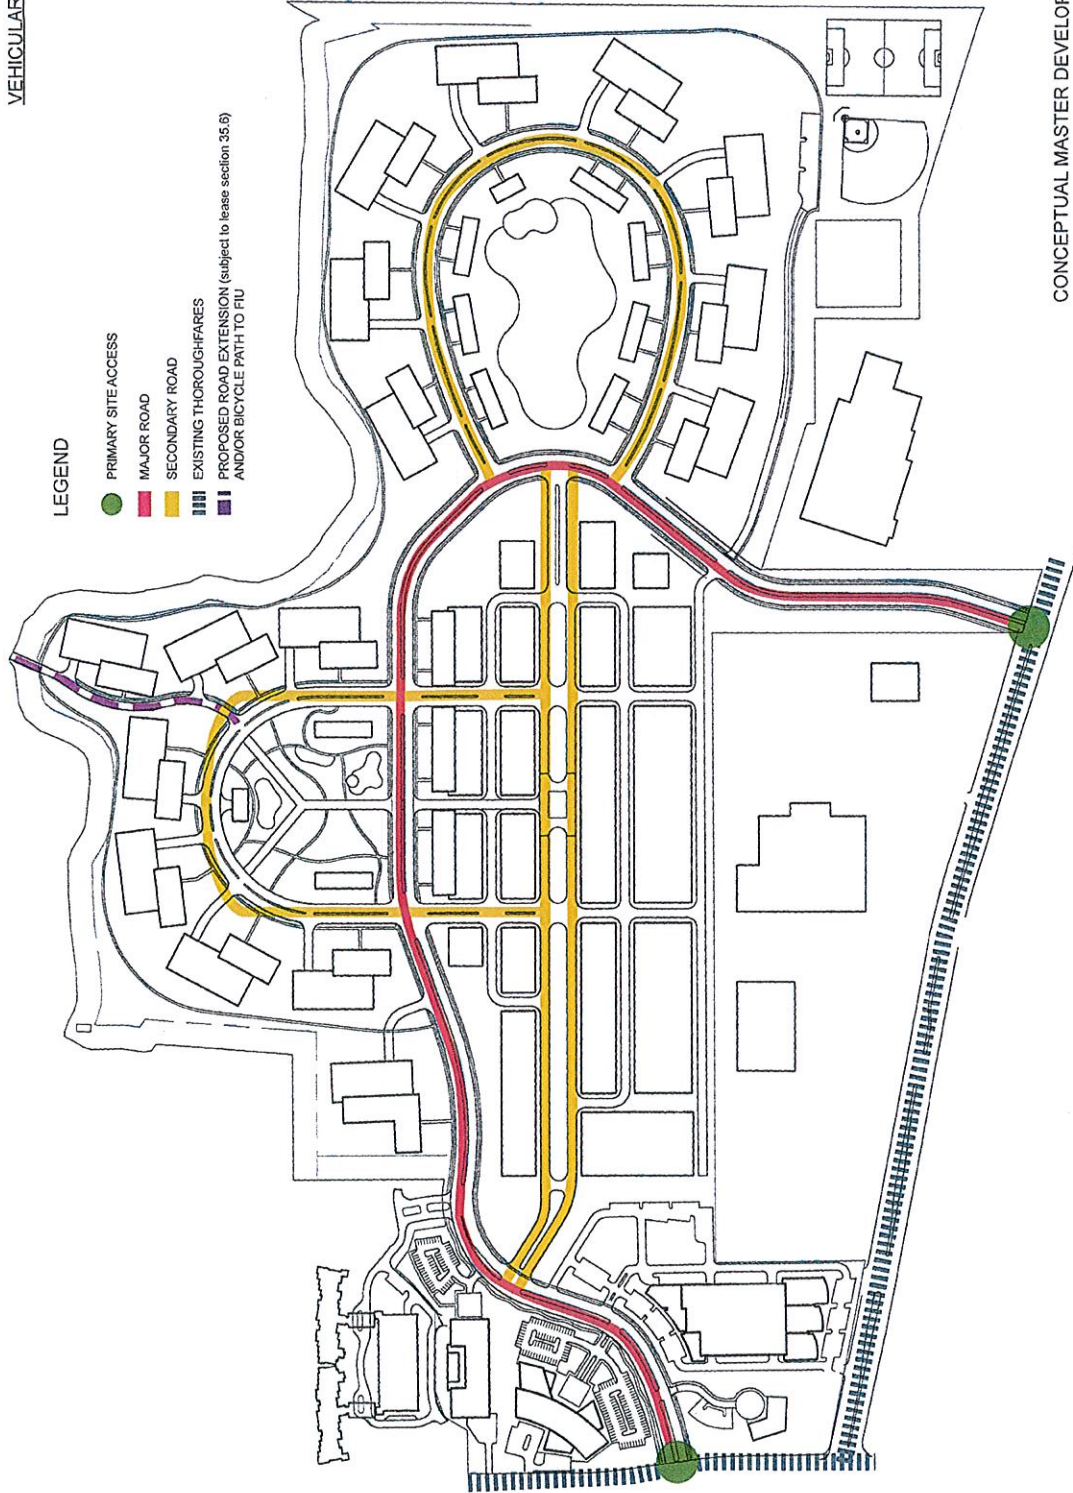 VEHICULAR
LEGEND
PRIMARY SITE ACCESS
MAJOR ROAD
SECONDARY ROAD
EXISTING THOROUGHFARES
PROPOSED ROAD EXTENSION (subject to lease section 35.6)
AND/OR BICYCLE PATH TO FIU
CONCEPTUAL MASTER DEVELOP